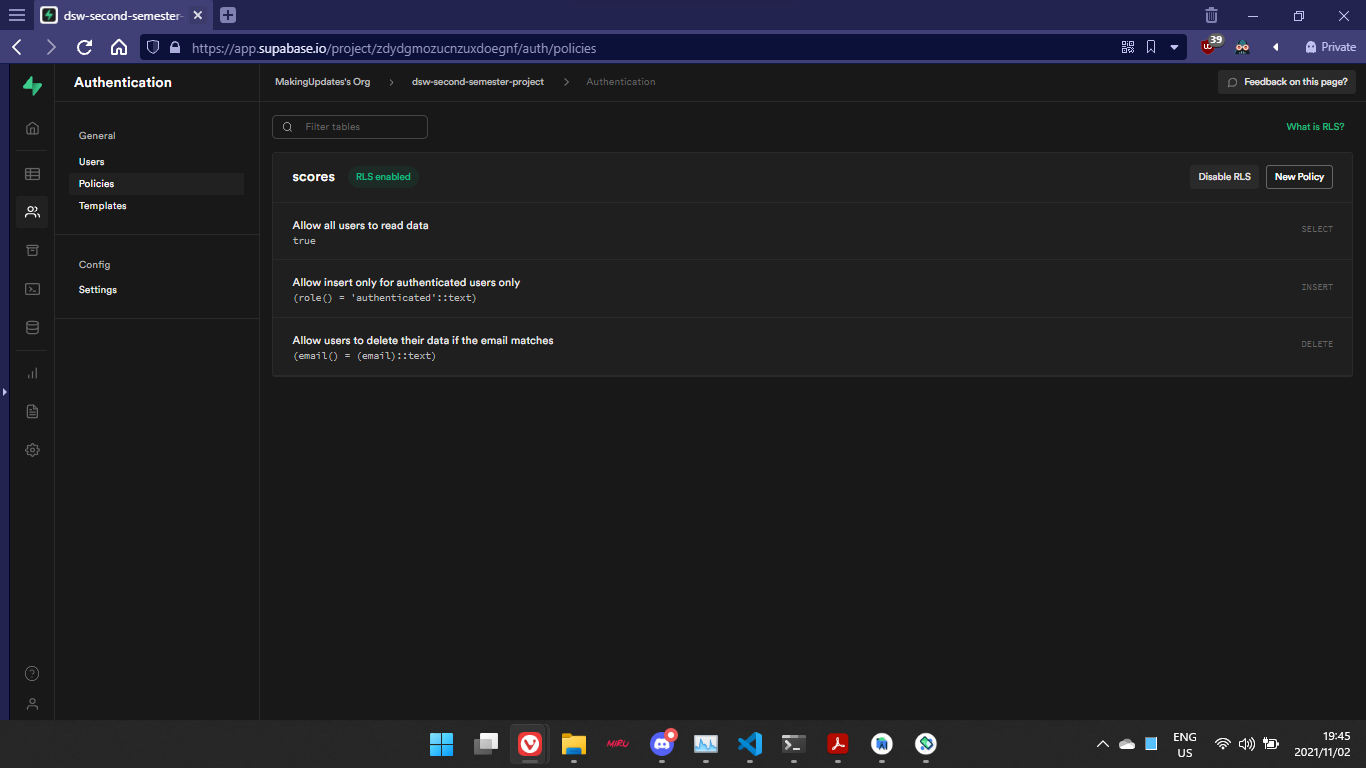 dsw-second-semester-
https://app.supabase.io/project/zdydgmozucnzuxdoegnf/auth/policies
39
Private
Authentication
MakingUpdates's Org > dsw-second-semester-project > Authentication
Feedback on this page?
General
Users
Policies
Templates
Config
Settings
Filter tables
What is RLS?
scores RLS enabled
Disable RLS New Policy
Allow all users to read data
true
SELECT
Allow insert only for authenticated users only
(role() = 'authenticated'::text)
INSERT
Allow users to delete their data if the email matches
(email() = (email)::text)
DELETE
MiRU
ENG
US
19:45
2021/11/02